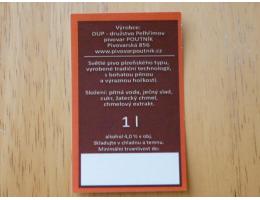 Výrobce:
DUP - družstvo Pelhřimov
pivovar POUTNÍK
Pivovarská 856
www.pivovarpoutnik.cz
Světlé pivo plzeňského typu,
vyrobené tradiční technologií,
s bohatou pěnou
a výraznou hořkostí.
Složení: pitná voda, ječný slad,
cukr, žatecký chmel,
chmelový extrakt.
1 l
alkohol 4,0 % v obj.
Skladujte v chladnu a temnu.
Minimální trvanlivost do: